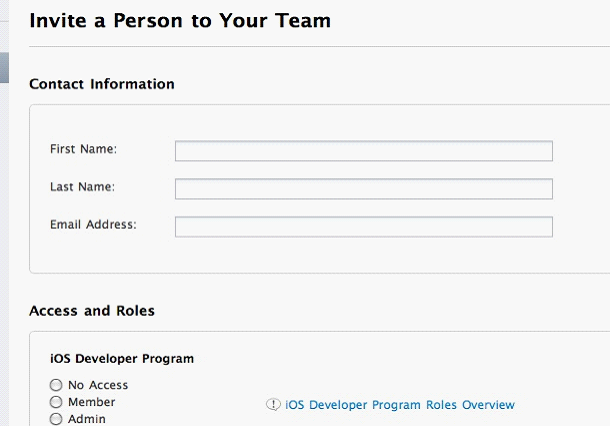 Invite a Person to Your Team
Contact Information
First Name:
Last Name:
Email Address:
Access and Roles
iOS Developer Program
No Access
Member
iOS Developer Program Roles Overview
Admin